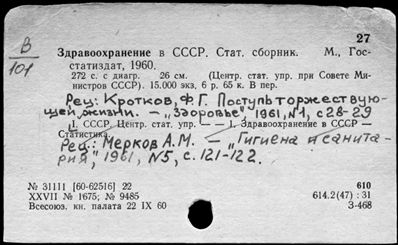 27
В
101
Здравоохранение в СССР. Стат. сборник. М., Гос-
статиздат, 1960.
272 с. с диагр. 26 см. (Центр. стат. упр. при Совете Ми-
нистров СССР). 15.000 экз. 6 р. 65 к. В пер.
Рец.: Кротков, Ф. Г. Поступь торжествую-
щей жизни. — „Здоровье", 1961, N1, с 28-29
1. СССР. Центр. стат. упр. — — 1. Здравоохранение в СССР —
Статистика.
Рец.: Мерков А. М. — „Гигиена и санита-
рия", 1961, N5, с. 121-122.
№ 31111 [60-62516] 22
610
XXVII № 1675; № 9485
614.2(47) : 31
Всесоюз. кн. палата 22 IX 60
З-468